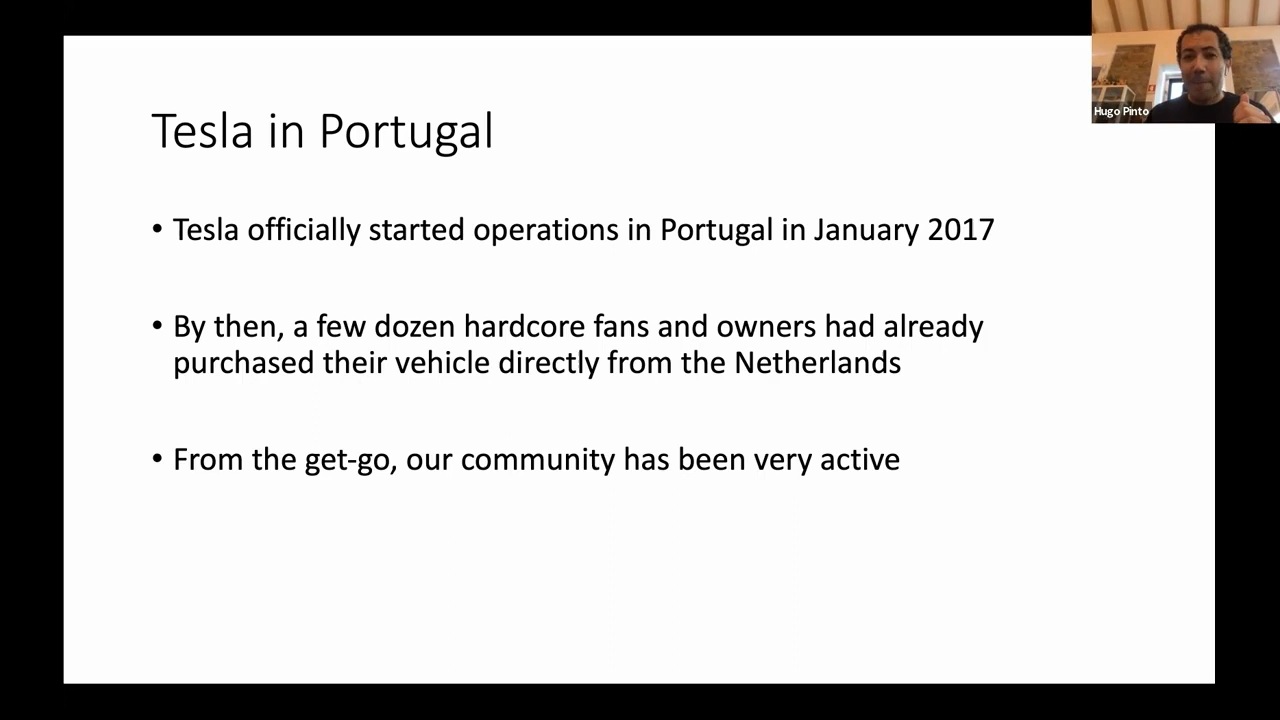 Tesla in Portugal
• Tesla officially started operations in Portugal in January 2017
• By then, a few dozen hardcore fans and owners had already
purchased their vehicle directly from the Netherlands
• From the get-go, our community has been very active
Hugo Pinto